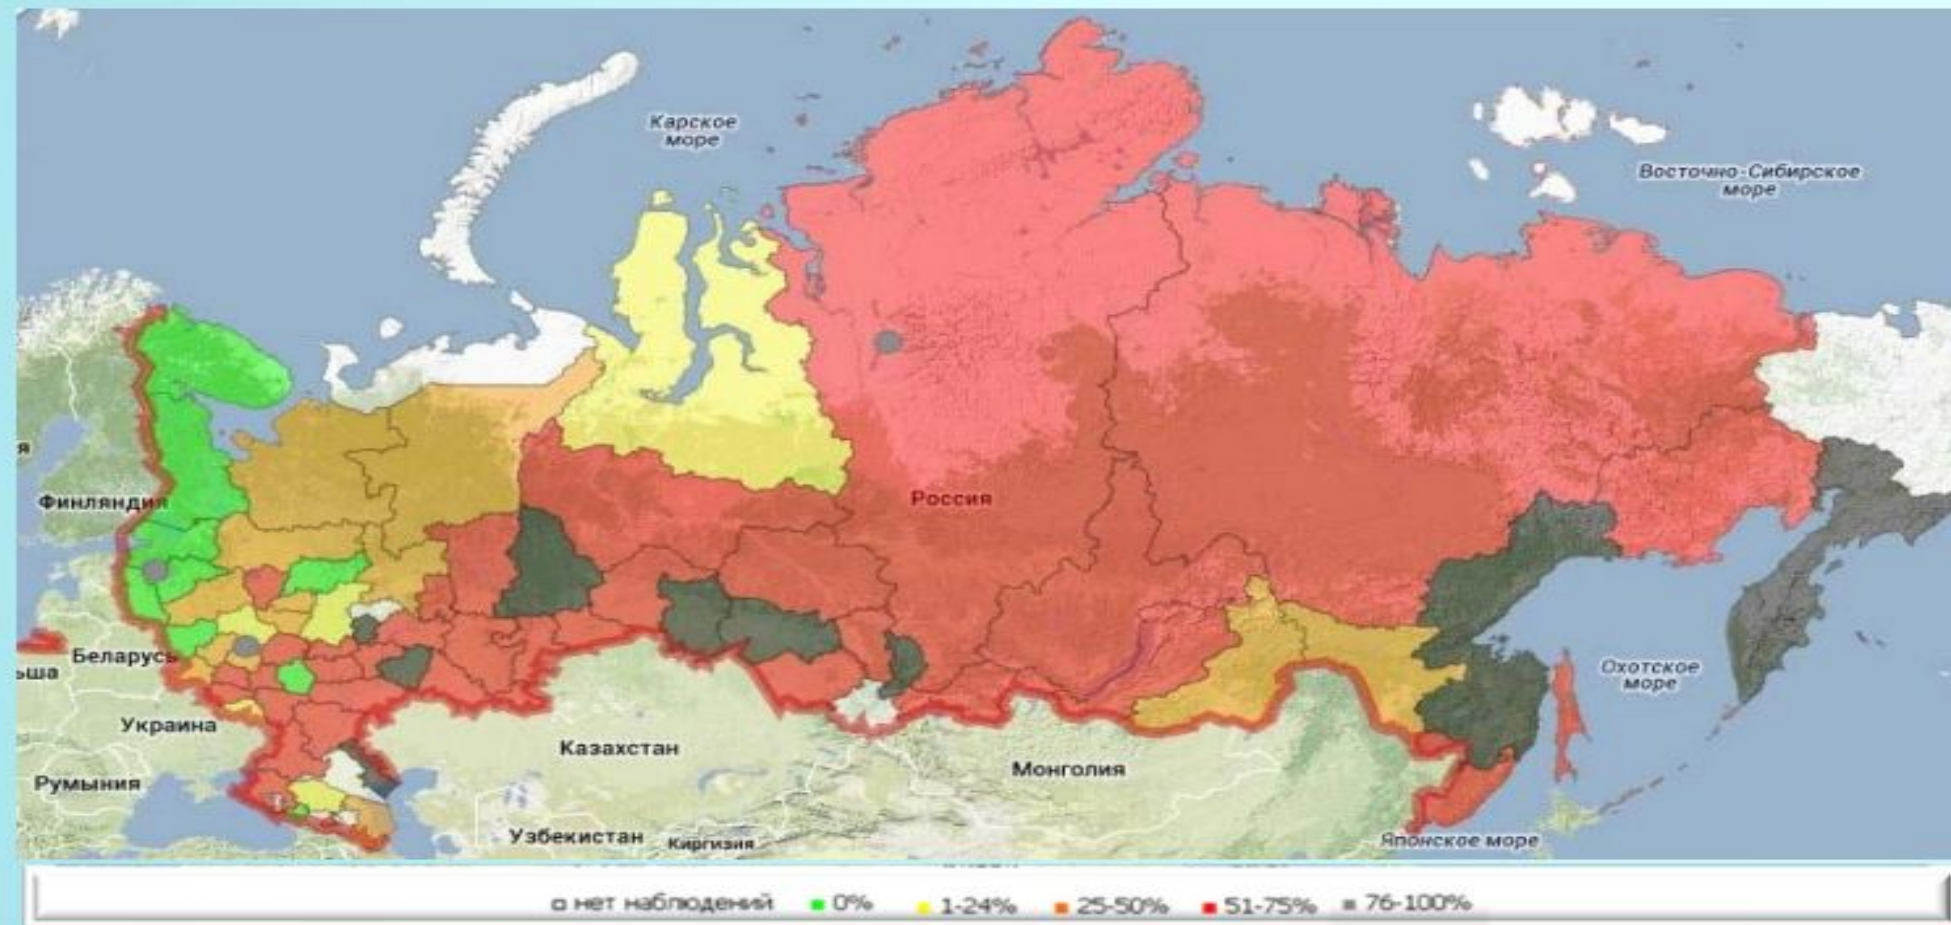 Карское
море
Восточно-Сибирское
море
я
Финляндия
Россия
Беларусь
ьша
Охотское
море
Украина
Казахстан
Монголия
Румыния
Узбекистан
Киргизия
Японское море
нет наблюдений 0% 1-24% 25-50% 51-75% 76-100%